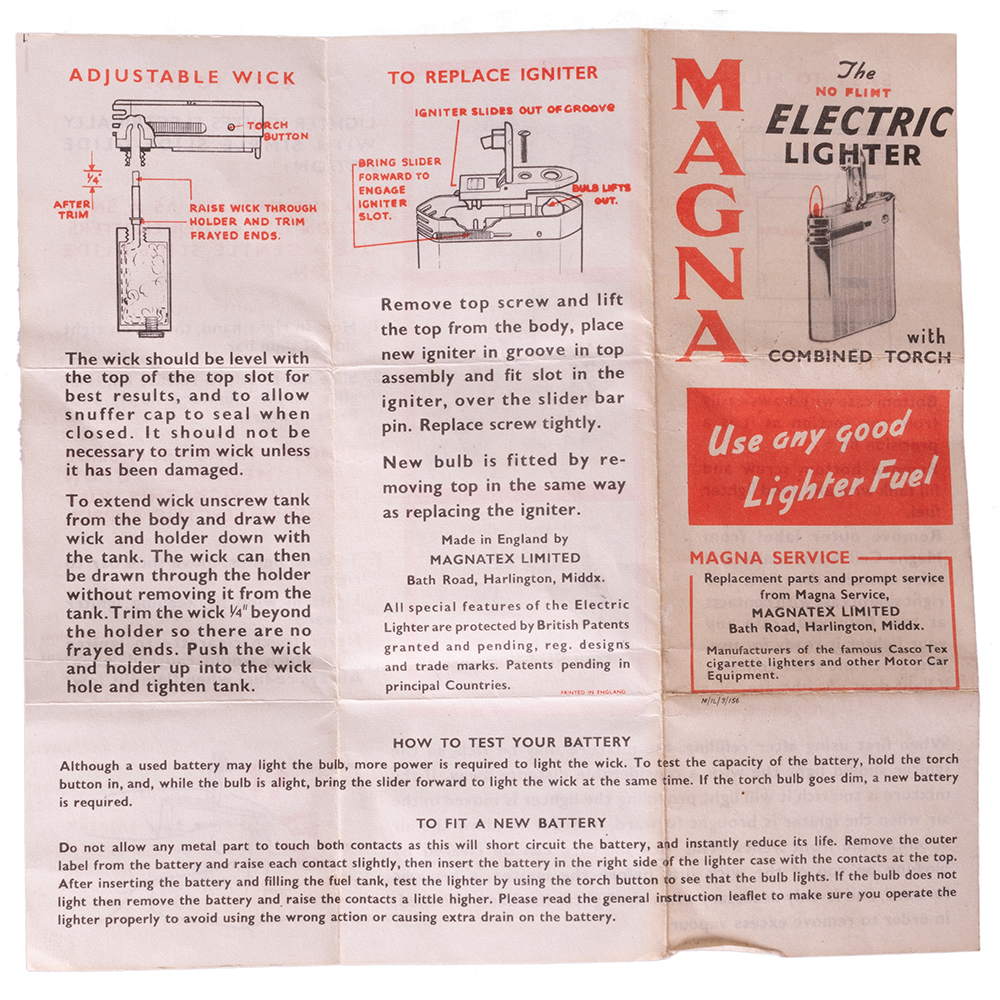 ADJUSTABLE WICK
TORCH
BUTTON
1/4"
AFTER
TRIM
RAISE WICK THROUGH
HOLDER AND TRIM
FRAYED ENDS.
The wick should be level with
the top of the top slot for
best results, and to allow
snuffer cap to seal when
closed. It should not be
necessary to trim wick unless
it has been damaged.
To extend wick unscrew tank
from the body and draw the
wick and holder down with
the tank. The wick can then
be drawn through the holder
without removing it from the
tank. Trim the wick 1/4" beyond
the holder so there are no
frayed ends. Push the wick
and holder up into the wick
hole and tighten tank.
TO REPLACE IGNITER
IGNITER SLIDES OUT OF GROOVE
BRING SLIDER
FORWARD TO
ENGAGE
IGNITER
SLOT.
BULB LIFTS
OUT.
Remove top screw and lift
the top from the body, place
new igniter in groove in top
assembly and fit slot in the
igniter, over the slider bar
pin. Replace screw tightly.
New bulb is fitted by re-
moving top in the same way
as replacing the igniter.
Made in England by
MAGNATEX LIMITED
Bath Road, Harlington, Middx.
All special features of the Electric
Lighter are protected by British Patents
granted and pending, reg. designs
and trade marks. Patents pending in
principal Countries.
PRINTED IN ENGLAND
MAGNA
The
NO FLINT
ELECTRIC
LIGHTER
with
COMBINED TORCH
Use any good
Lighter Fuel
MAGNA SERVICE
Replacement parts and prompt service
from Magna Service,
MAGNATEX LIMITED
Bath Road, Harlington, Middx.
Manufacturers of the famous Casco Tex
cigarette lighters and other Motor Car
Equipment.
M/IL/3/156
HOW TO TEST YOUR BATTERY
Although a used battery may light the bulb, more power is required to light the wick. To test the capacity of the battery, hold the torch
button in, and, while the bulb is alight, bring the slider forward to light the wick at the same time. If the torch bulb goes dim, a new battery
is required.
TO FIT A NEW BATTERY
Do not allow any metal part to touch both contacts as this will short circuit the battery, and instantly reduce its life. Remove the outer
label from the battery and raise each contact slightly, then insert the battery in the right side of the lighter case with the contacts at the top.
After inserting the battery and filling the fuel tank, test the lighter by using the torch button to see that the bulb lights. If the bulb does not
light then remove the battery and raise the contacts a little higher. Please read the general instruction leaflet to make sure you operate the
lighter properly to avoid using the wrong action or causing extra drain on the battery.